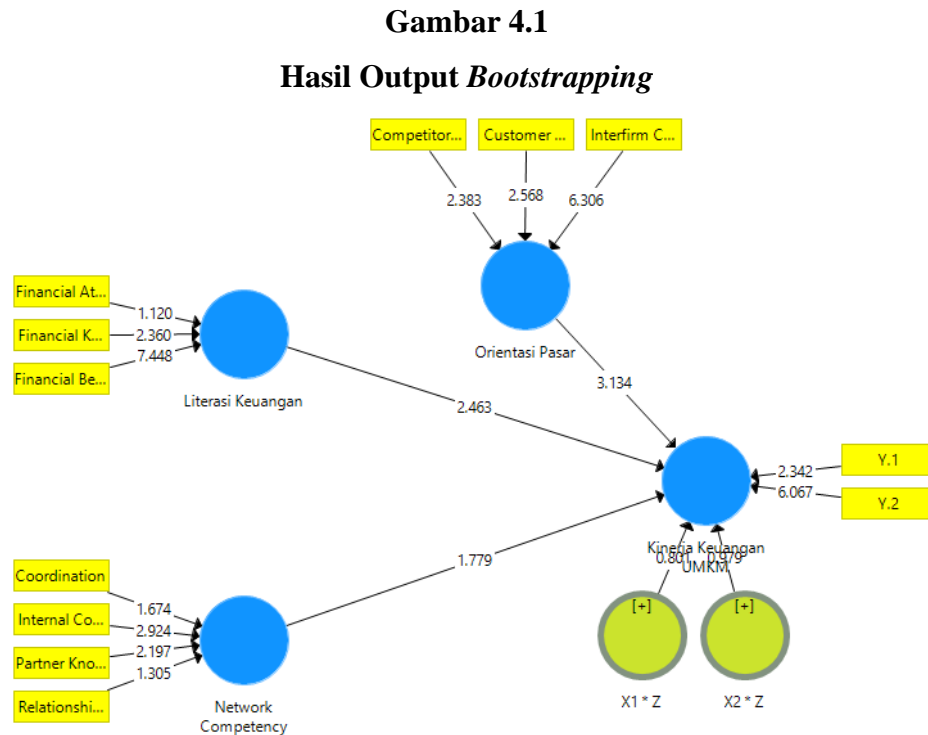 Gambar 4.1
Hasil Output Bootstrapping
Competitor...
Customer ...
Interfirm C...
2.383
2.568
6.306
Orientasi Pasar
Financial At...
Financial K...
Financial Be...
1.120
2.360
7.448
Literasi Keuangan
2.463
3.134
Y.1
Y.2
2.342
6.067
Kinerja Keuangan
UMKM
0.801
0.979
1.779
Coordination
Internal Co...
Partner Kno...
Relationshi...
1.674
2.924
2.197
1.305
Network
Competency
[+]
[+]
X1 * Z
X2 * Z